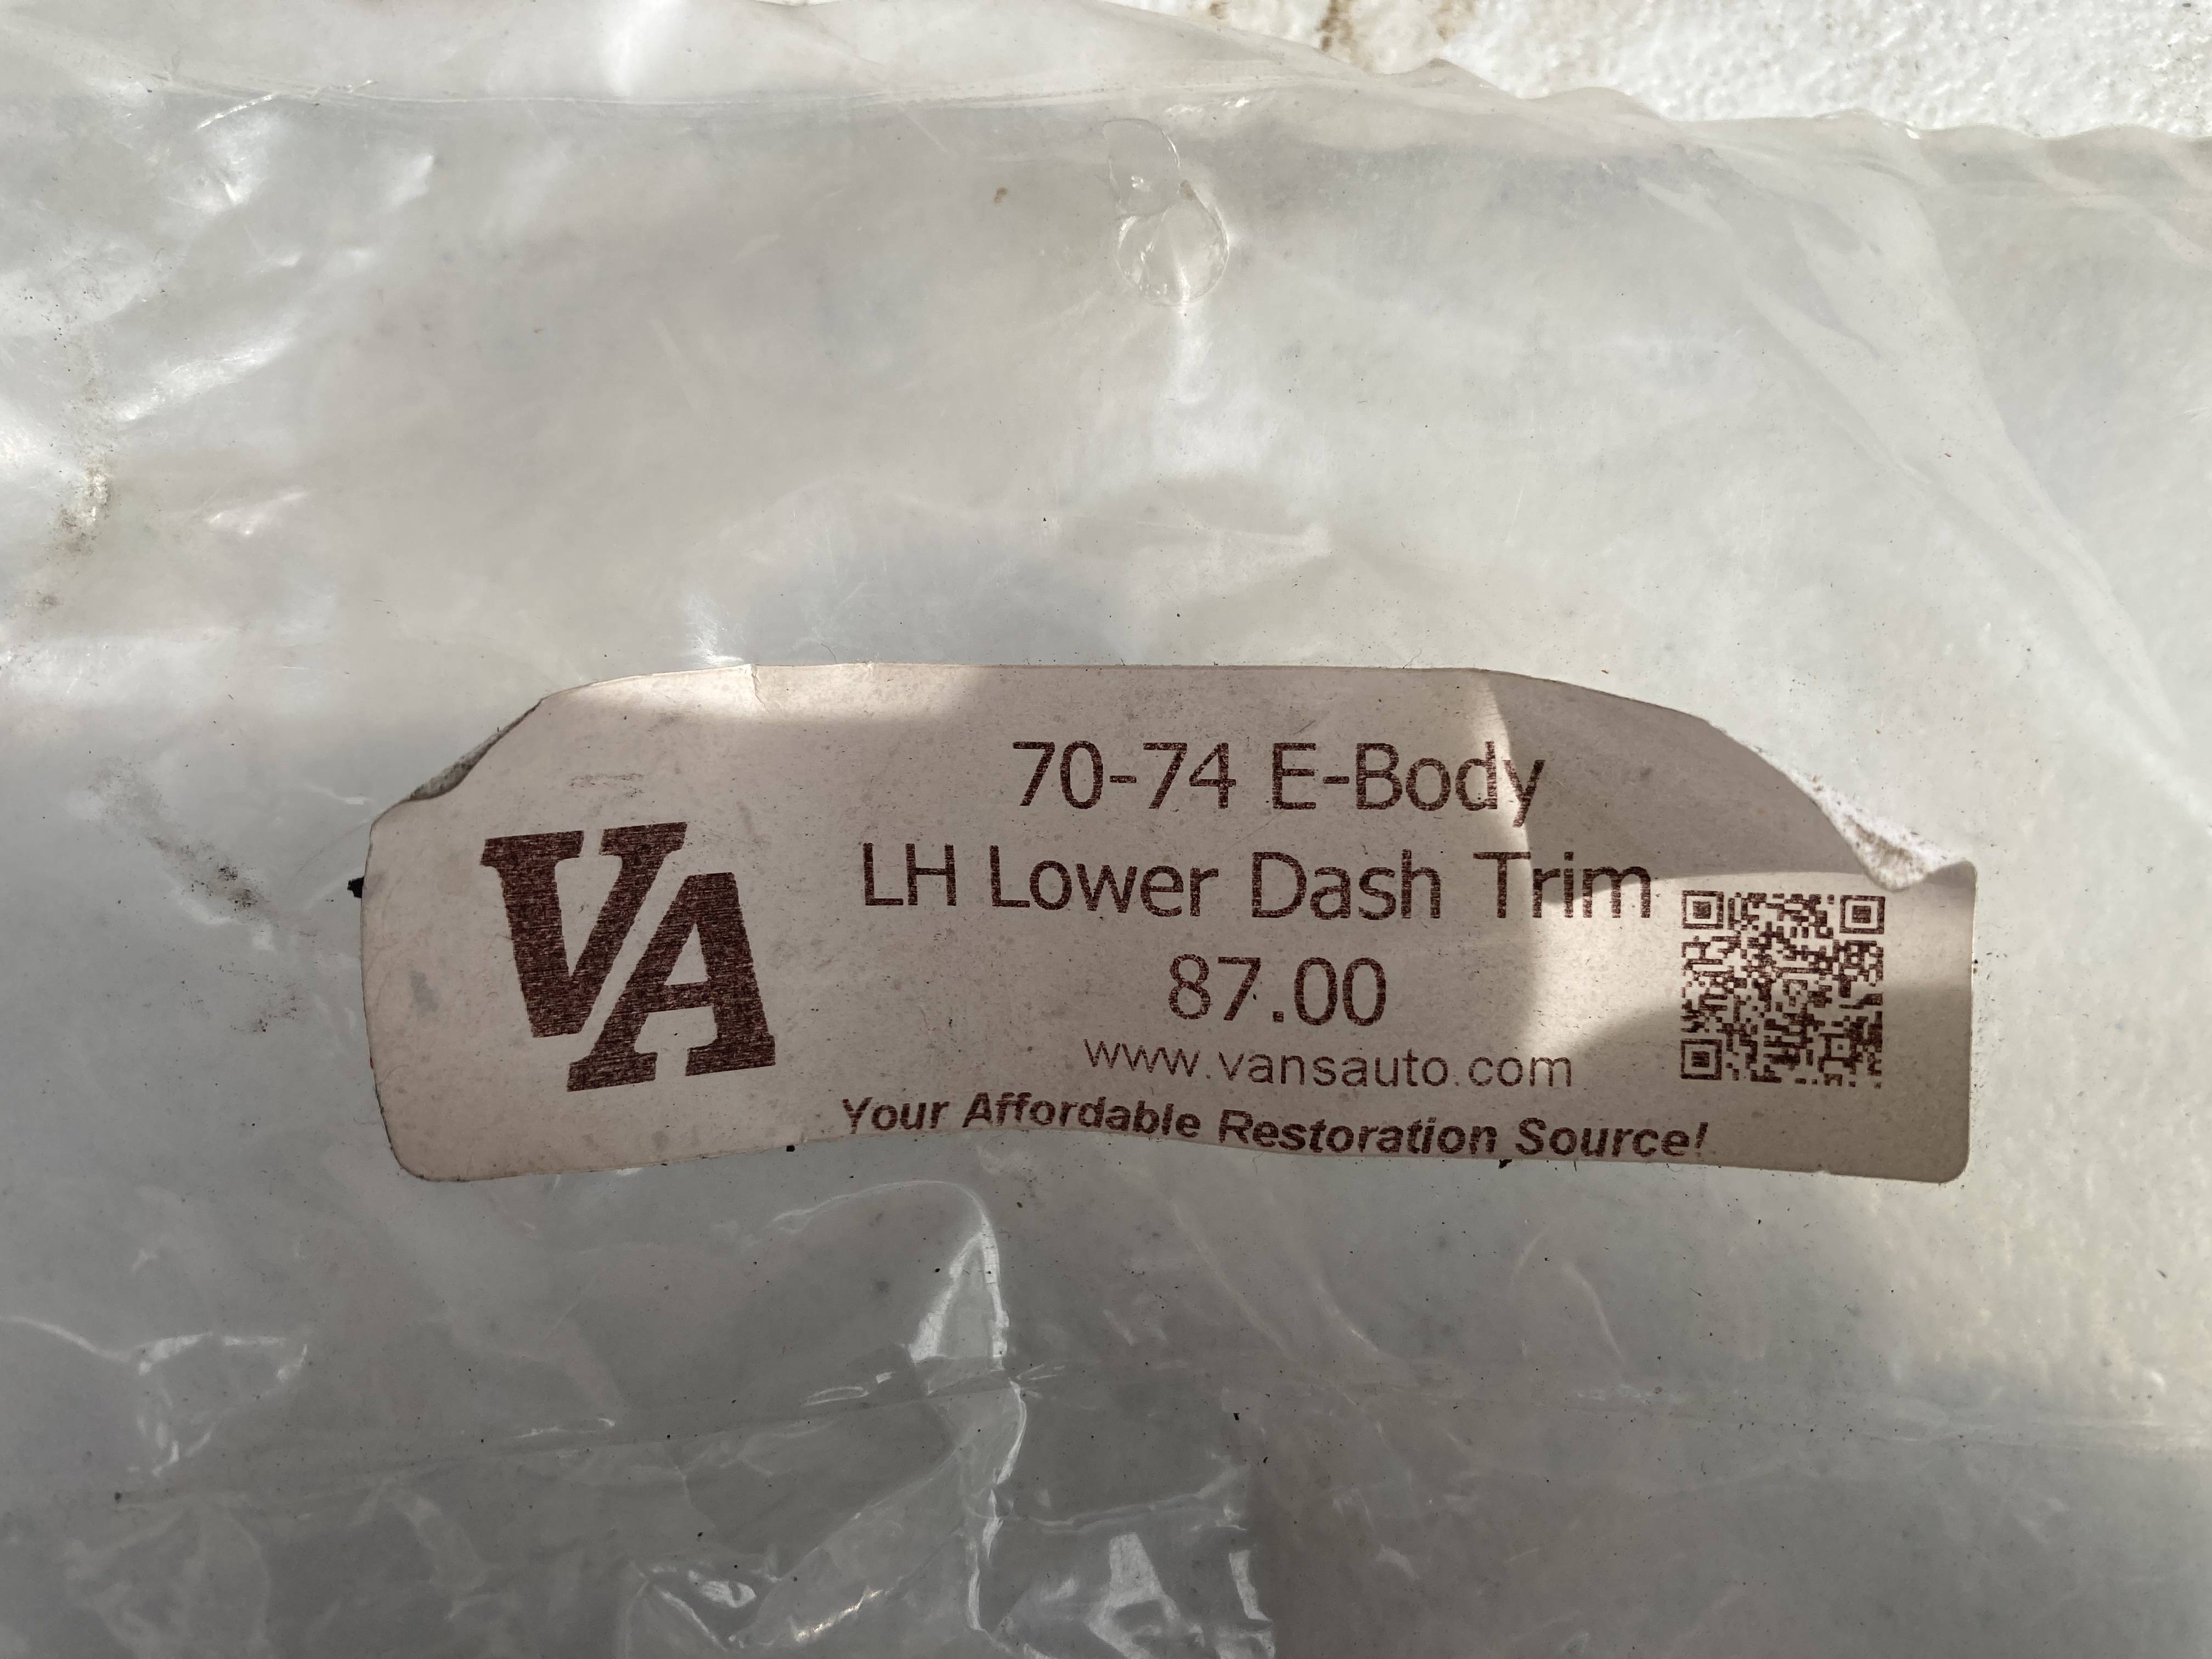 VA
70-74 E-Body
LH Lower Dash Trim
87.00
www.vansauto.com
Your Affordable Restoration Source!